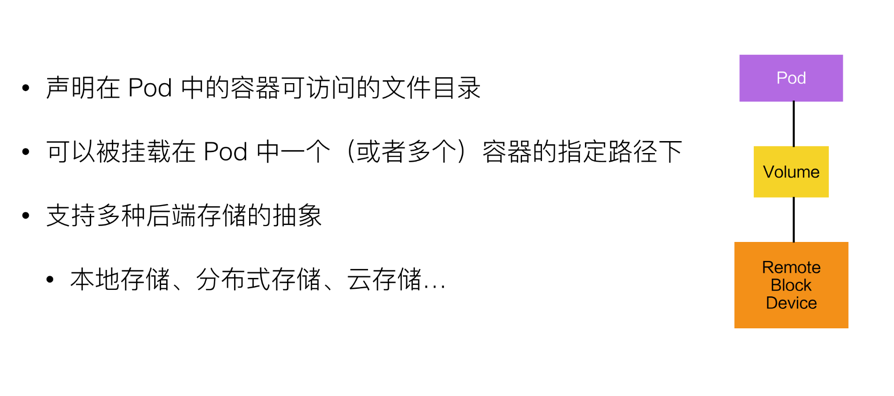 • 声明在 Pod 中的容器可访问的文件目录
• 可以被挂载在 Pod 中一个（或者多个）容器的指定路径下
• 支持多种后端存储的抽象
• 本地存储、分布式存储、云存储…
Pod
Volume
Remote
Block
Device